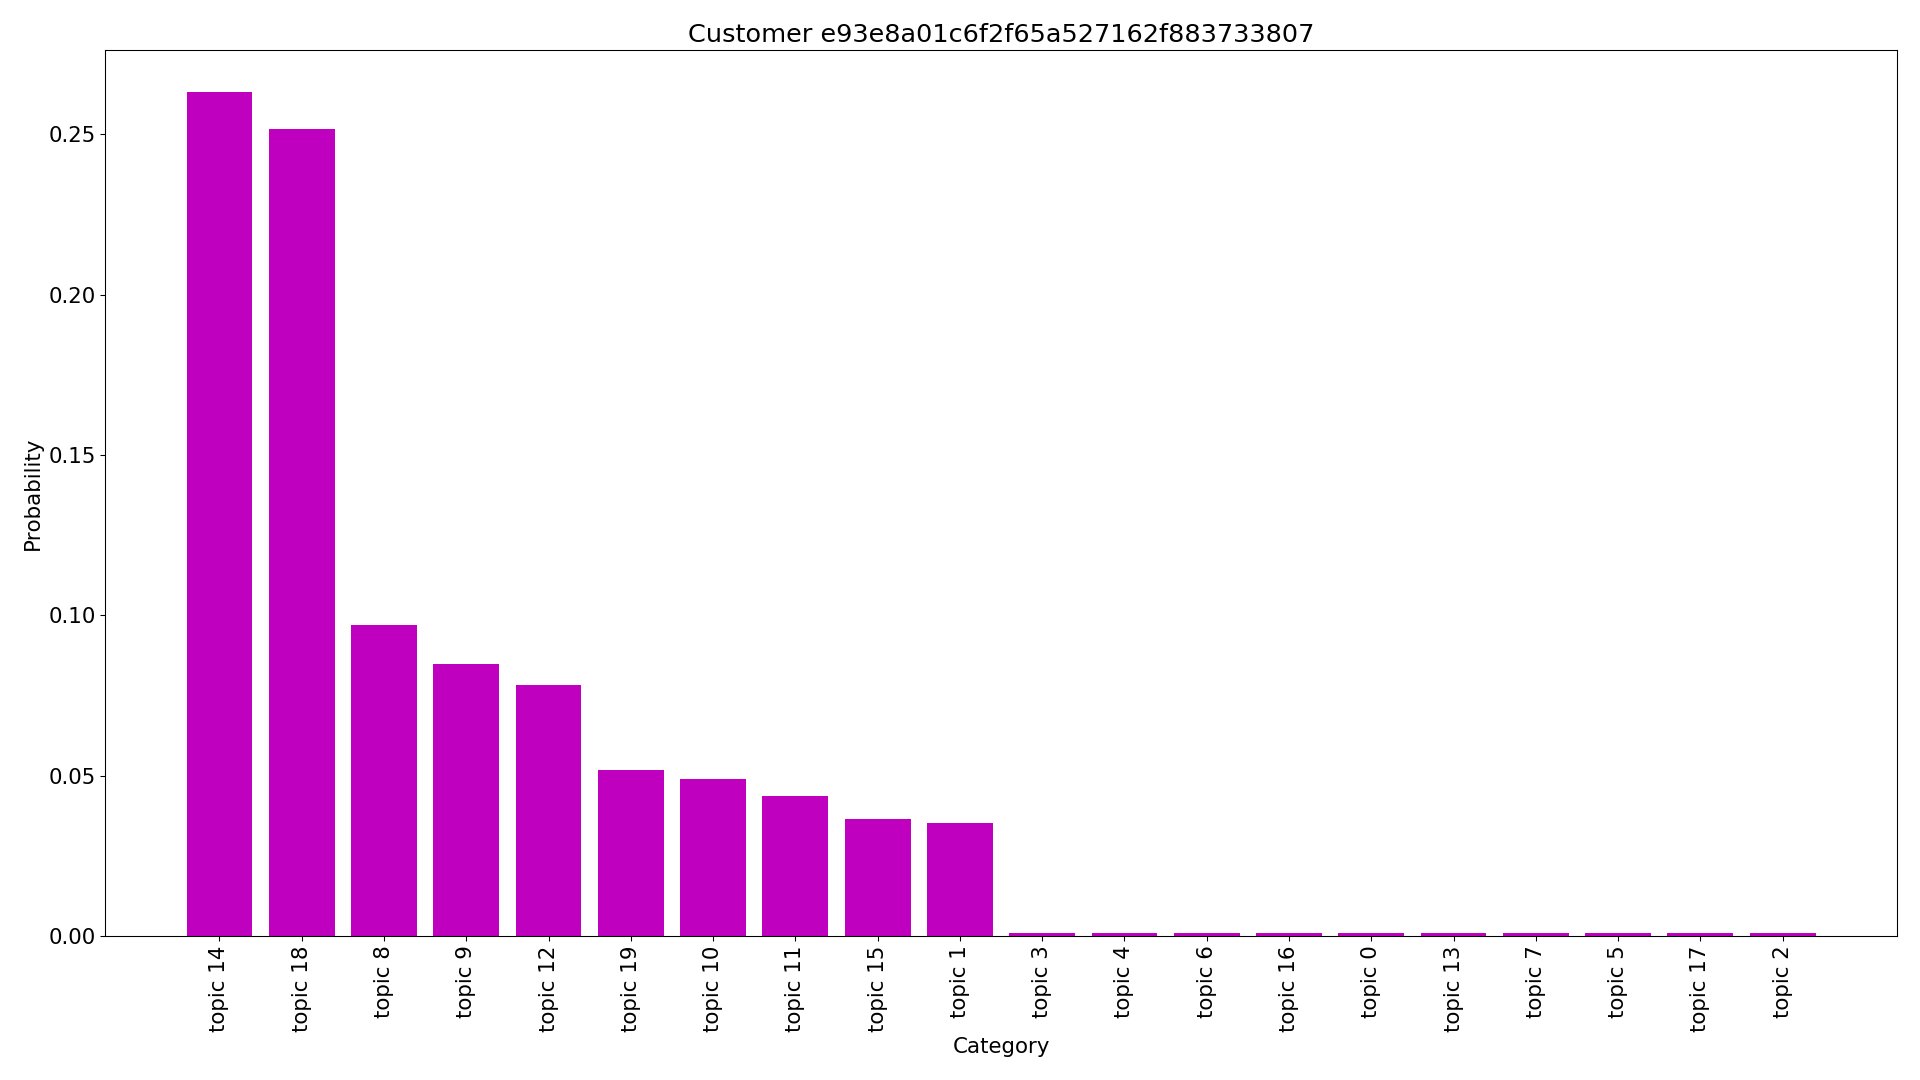 Customer e93e8a01c6f2f65a527162f883733807
Probability
0.25
0.20
0.15
0.10
0.05
0.00
topic 14
topic 18
topic 8
topic 9
topic 12
topic 19
topic 10
topic 11
topic 15
topic 1
topic 3
topic 4
topic 6
topic 16
topic 0
topic 13
topic 7
topic 5
topic 17
topic 2
Category